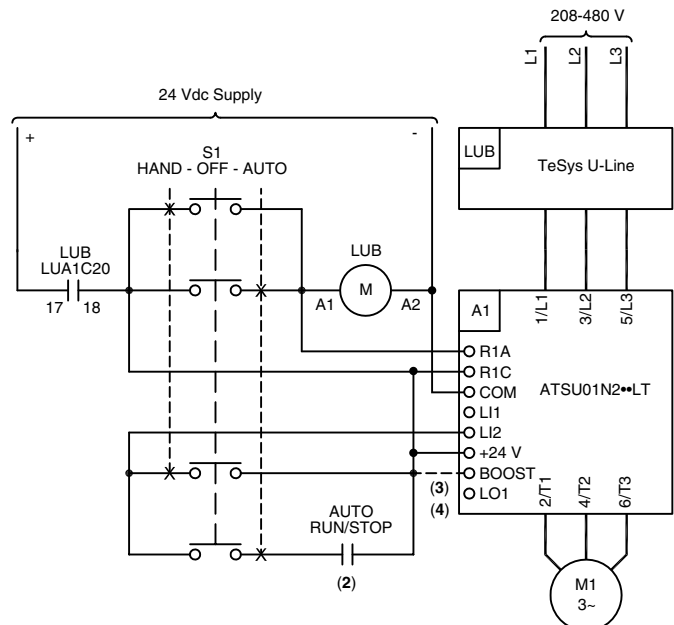 208-480 V
L1 L2 L3
24 Vdc Supply
+ -
S1
HAND - OFF - AUTO
LUB
TeSys U-Line
LUB
LUA1C20
17 18
LUB
A1 M A2
A1
1/L1 3/L2 5/L3
ATSU01N2••LT
R1A
R1C
COM
LI1
LI2
+24 V
BOOST
LO1
(3)
(4)
2/T1 4/T2 6/T3
AUTO
RUN/STOP
(2)
M1
3~